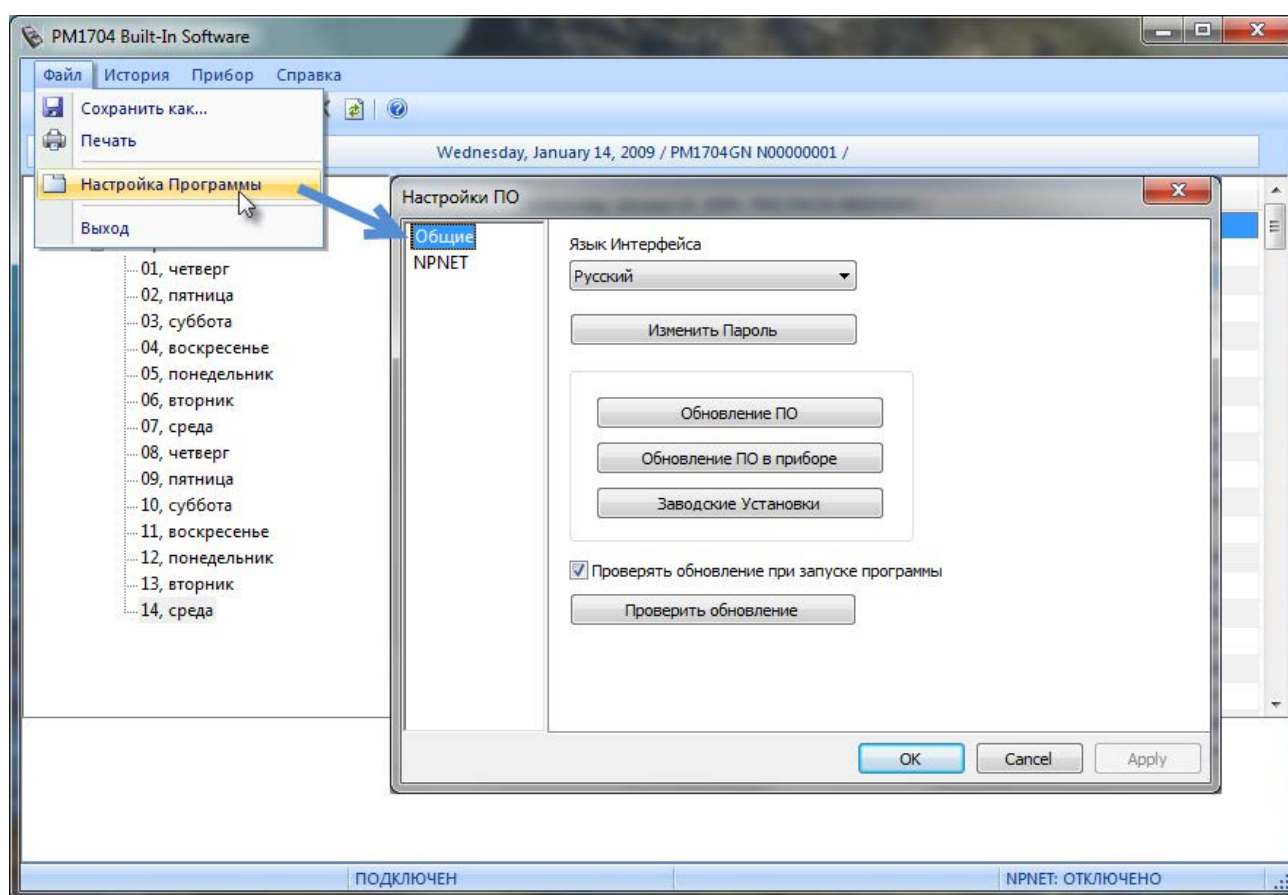 PM1704 Built-In Software
Файл История Прибор Справка
Сохранить как...
Печать
Настройка Программы
Выход
Wednesday, January 14, 2009 / PM1704GN N00000001 /
01, четверг
02, пятница
03, суббота
04, воскресенье
05, понедельник
06, вторник
07, среда
08, четверг
09, пятница
10, суббота
11, воскресенье
12, понедельник
13, вторник
14, среда
Настройки ПО
Общие
NPNET
Язык Интерфейса
Русский
Изменить Пароль
Обновление ПО
Обновление ПО в приборе
Заводские Установки
Проверять обновление при запуске программы
Проверить обновление
OK Cancel Apply
ПОДКЛЮЧЕН NPNET: ОТКЛЮЧЕНО